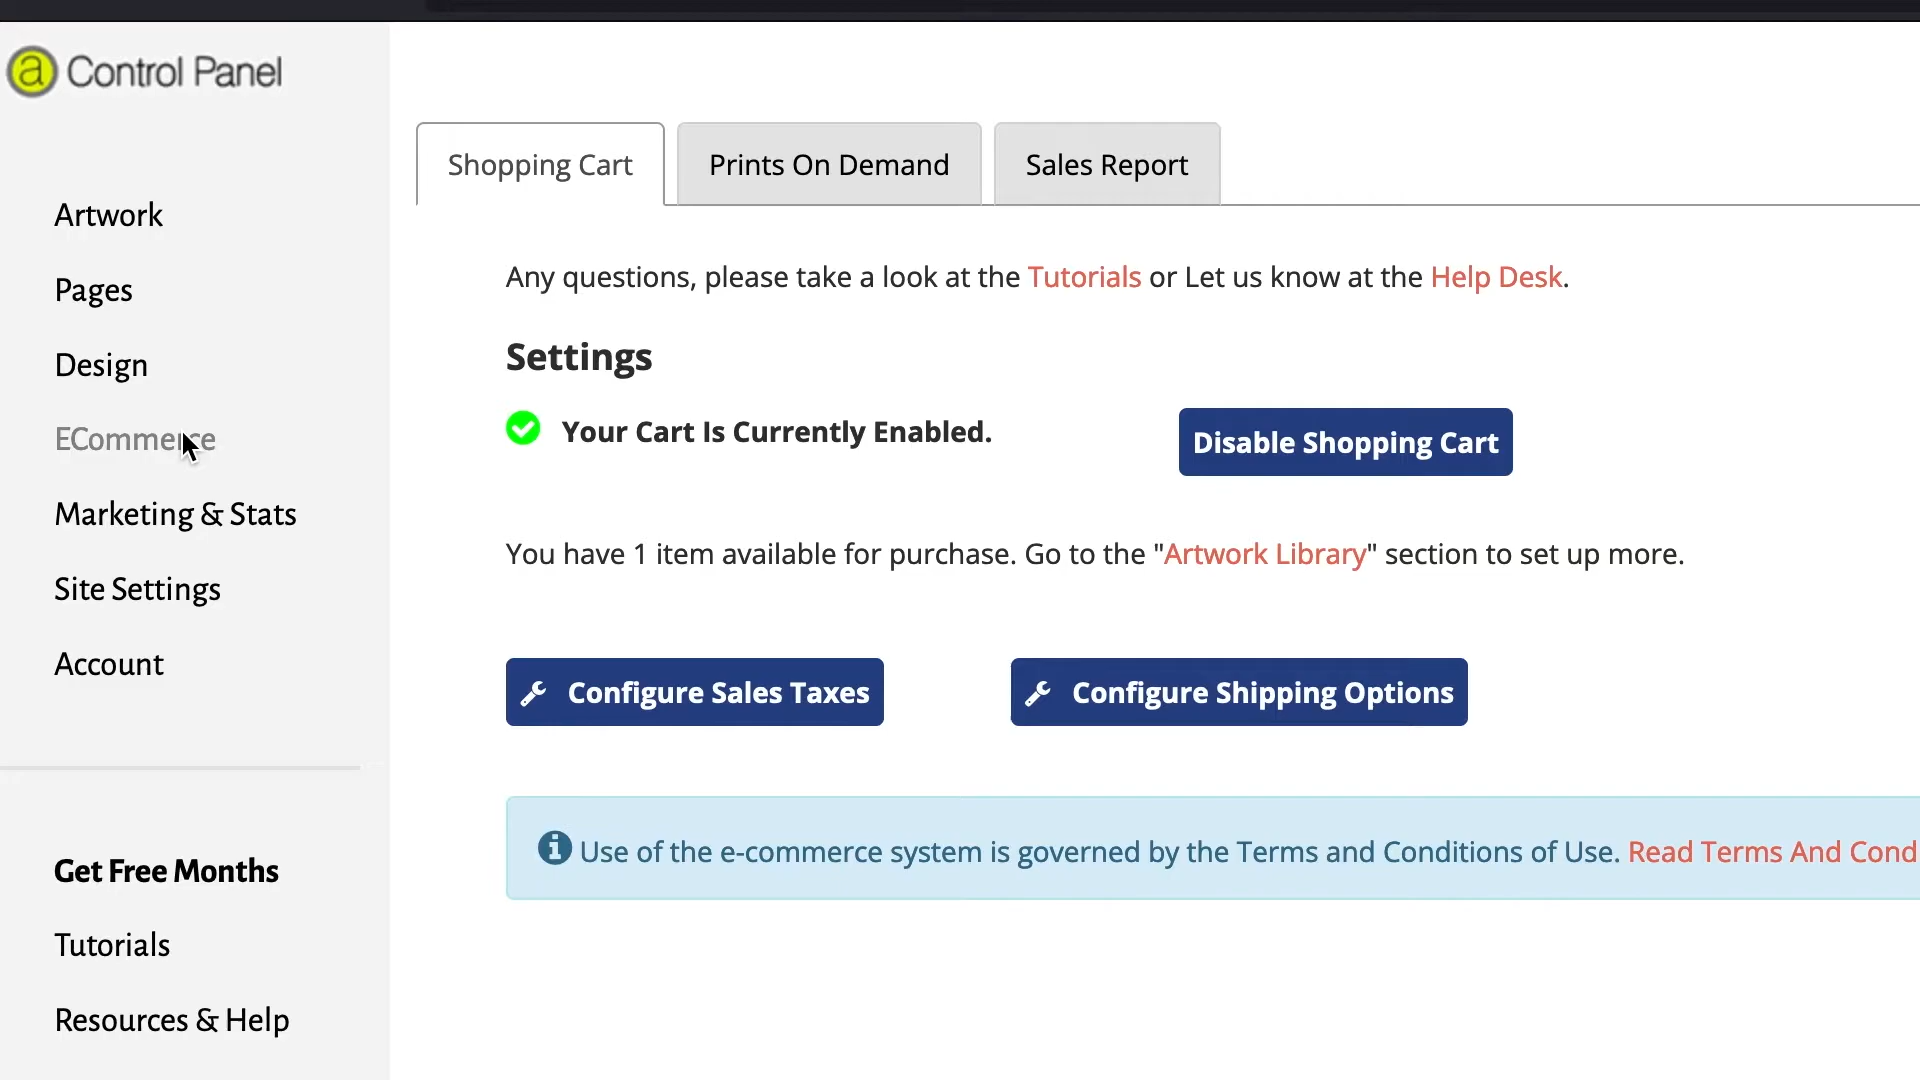 a Control Panel
Artwork
Pages
Design
ECommerce
Marketing & Stats
Site Settings
Account
Get Free Months
Tutorials
Resources & Help
Shopping Cart
Prints On Demand
Sales Report
Any questions, please take a look at the Tutorials or Let us know at the Help Desk.
Settings
Your Cart Is Currently Enabled.
Disable Shopping Cart
You have 1 item available for purchase. Go to the "Artwork Library" section to set up more.
Configure Sales Taxes
Configure Shipping Options
Use of the e-commerce system is governed by the Terms and Conditions of Use. Read Terms And Cond